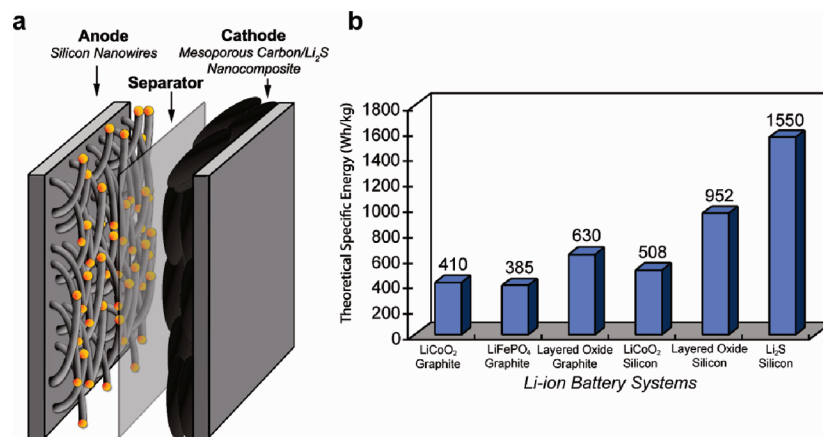 a
Anode
Silicon Nanowires
Separator
Cathode
Mesoporous Carbon/Li₂S
Nanocomposite
b
Theoretical Specific Energy (Wh/kg)
1800
1600
1400
1200
1000
800
600
400
200
0
410
385
630
508
952
1550
LiCoO₂
Graphite
LiFePO₄
Graphite
Layered Oxide
Graphite
LiCoO₂
Silicon
Layered Oxide
Silicon
Li₂S
Silicon
Li-ion Battery Systems